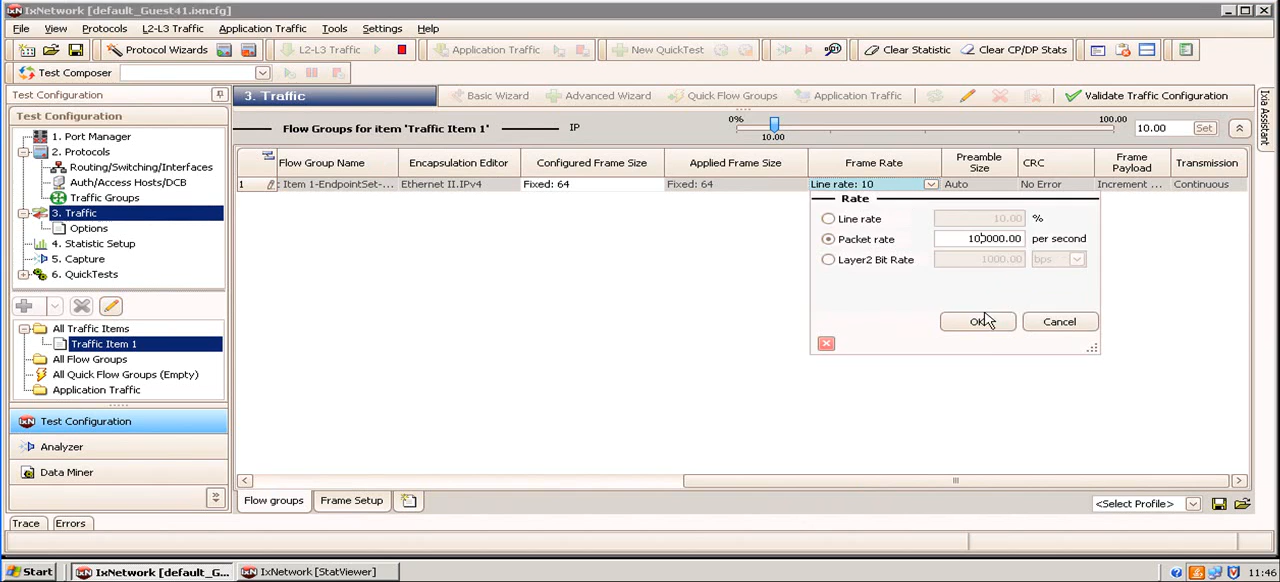 IxNetwork [default_Guest41.ixncfg]
File View Protocols L2-L3 Traffic Application Traffic Tools Settings Help
Protocol Wizards L2-L3 Traffic Application Traffic New QuickTest Clear Statistic Clear CP/DP Stats
Test Composer
Test Configuration
3. Traffic Basic Wizard Advanced Wizard Quick Flow Groups Application Traffic Validate Traffic Configuration
Ixia Assistant
Test Configuration
1. Port Manager
2. Protocols
Routing/Switching/Interfaces
Auth/Access Hosts/DCB
Traffic Groups
3. Traffic
Options
4. Statistic Setup
5. Capture
6. QuickTests
All Traffic Items
Traffic Item 1
All Flow Groups
All Quick Flow Groups (Empty)
Application Traffic
Test Configuration
Analyzer
Data Miner
Flow Groups for item 'Traffic Item 1' IP 0% 10.00 100.00 10.00 Set
Flow Group Name Encapsulation Editor Configured Frame Size Applied Frame Size Frame Rate Preamble Size CRC Frame Payload Transmission
1 : Item 1-EndpointSet-... Ethernet II.IPv4 Fixed: 64 Fixed: 64 Line rate: 10 Auto No Error Increment ... Continuous
Rate
Line rate 10.00 %
Packet rate 100000.00 per second
Layer2 Bit Rate 1000.00 bps
OK Cancel
Flow groups Frame Setup <Select Profile>
Trace Errors
Start IxNetwork [default_G... IxNetwork [StatViewer] 11:46